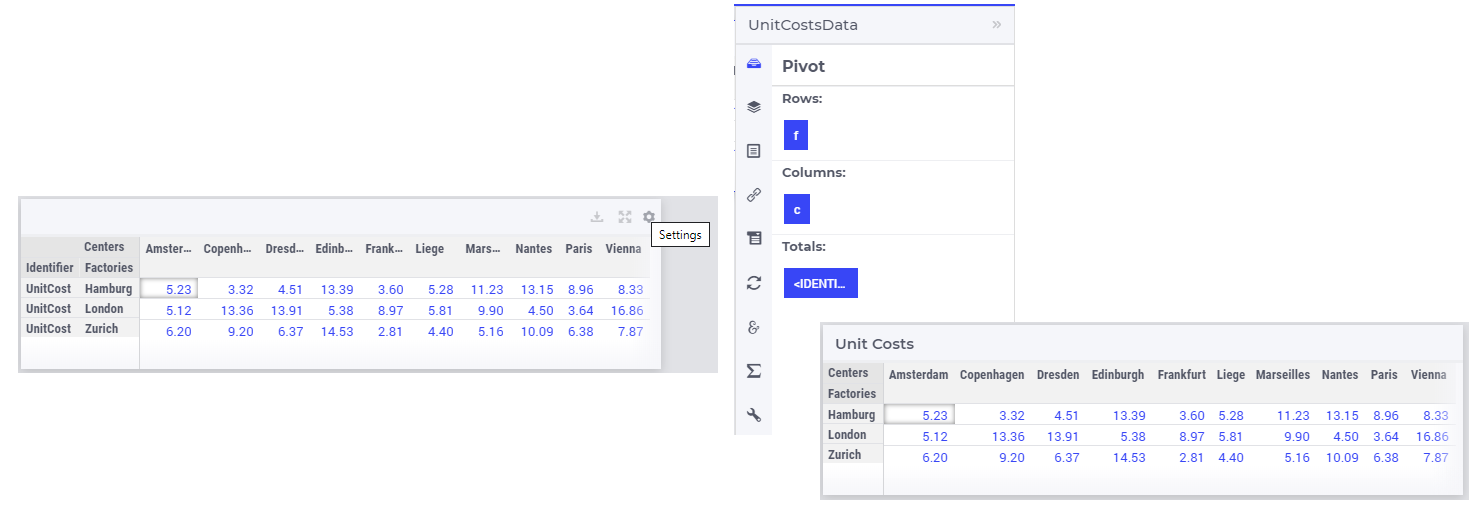 UnitCostsData »
Pivot
Rows:
f
Columns:
c
Totals:
<IDENTI...
Settings
Centers Amster... Copenh... Dresd... Edinb... Frank... Liege Mars... Nantes Paris Vienna
Identifier Factories
UnitCost Hamburg 5.23 3.32 4.51 13.39 3.60 5.28 11.23 13.15 8.96 8.33
UnitCost London 5.12 13.36 13.91 5.38 8.97 5.81 9.90 4.50 3.64 16.86
UnitCost Zurich 6.20 9.20 6.37 14.53 2.81 4.40 5.16 10.09 6.38 7.87
Unit Costs
Centers Amsterdam Copenhagen Dresden Edinburgh Frankfurt Liege Marseilles Nantes Paris Vienna
Factories
Hamburg 5.23 3.32 4.51 13.39 3.60 5.28 11.23 13.15 8.96 8.33
London 5.12 13.36 13.91 5.38 8.97 5.81 9.90 4.50 3.64 16.86
Zurich 6.20 9.20 6.37 14.53 2.81 4.40 5.16 10.09 6.38 7.87